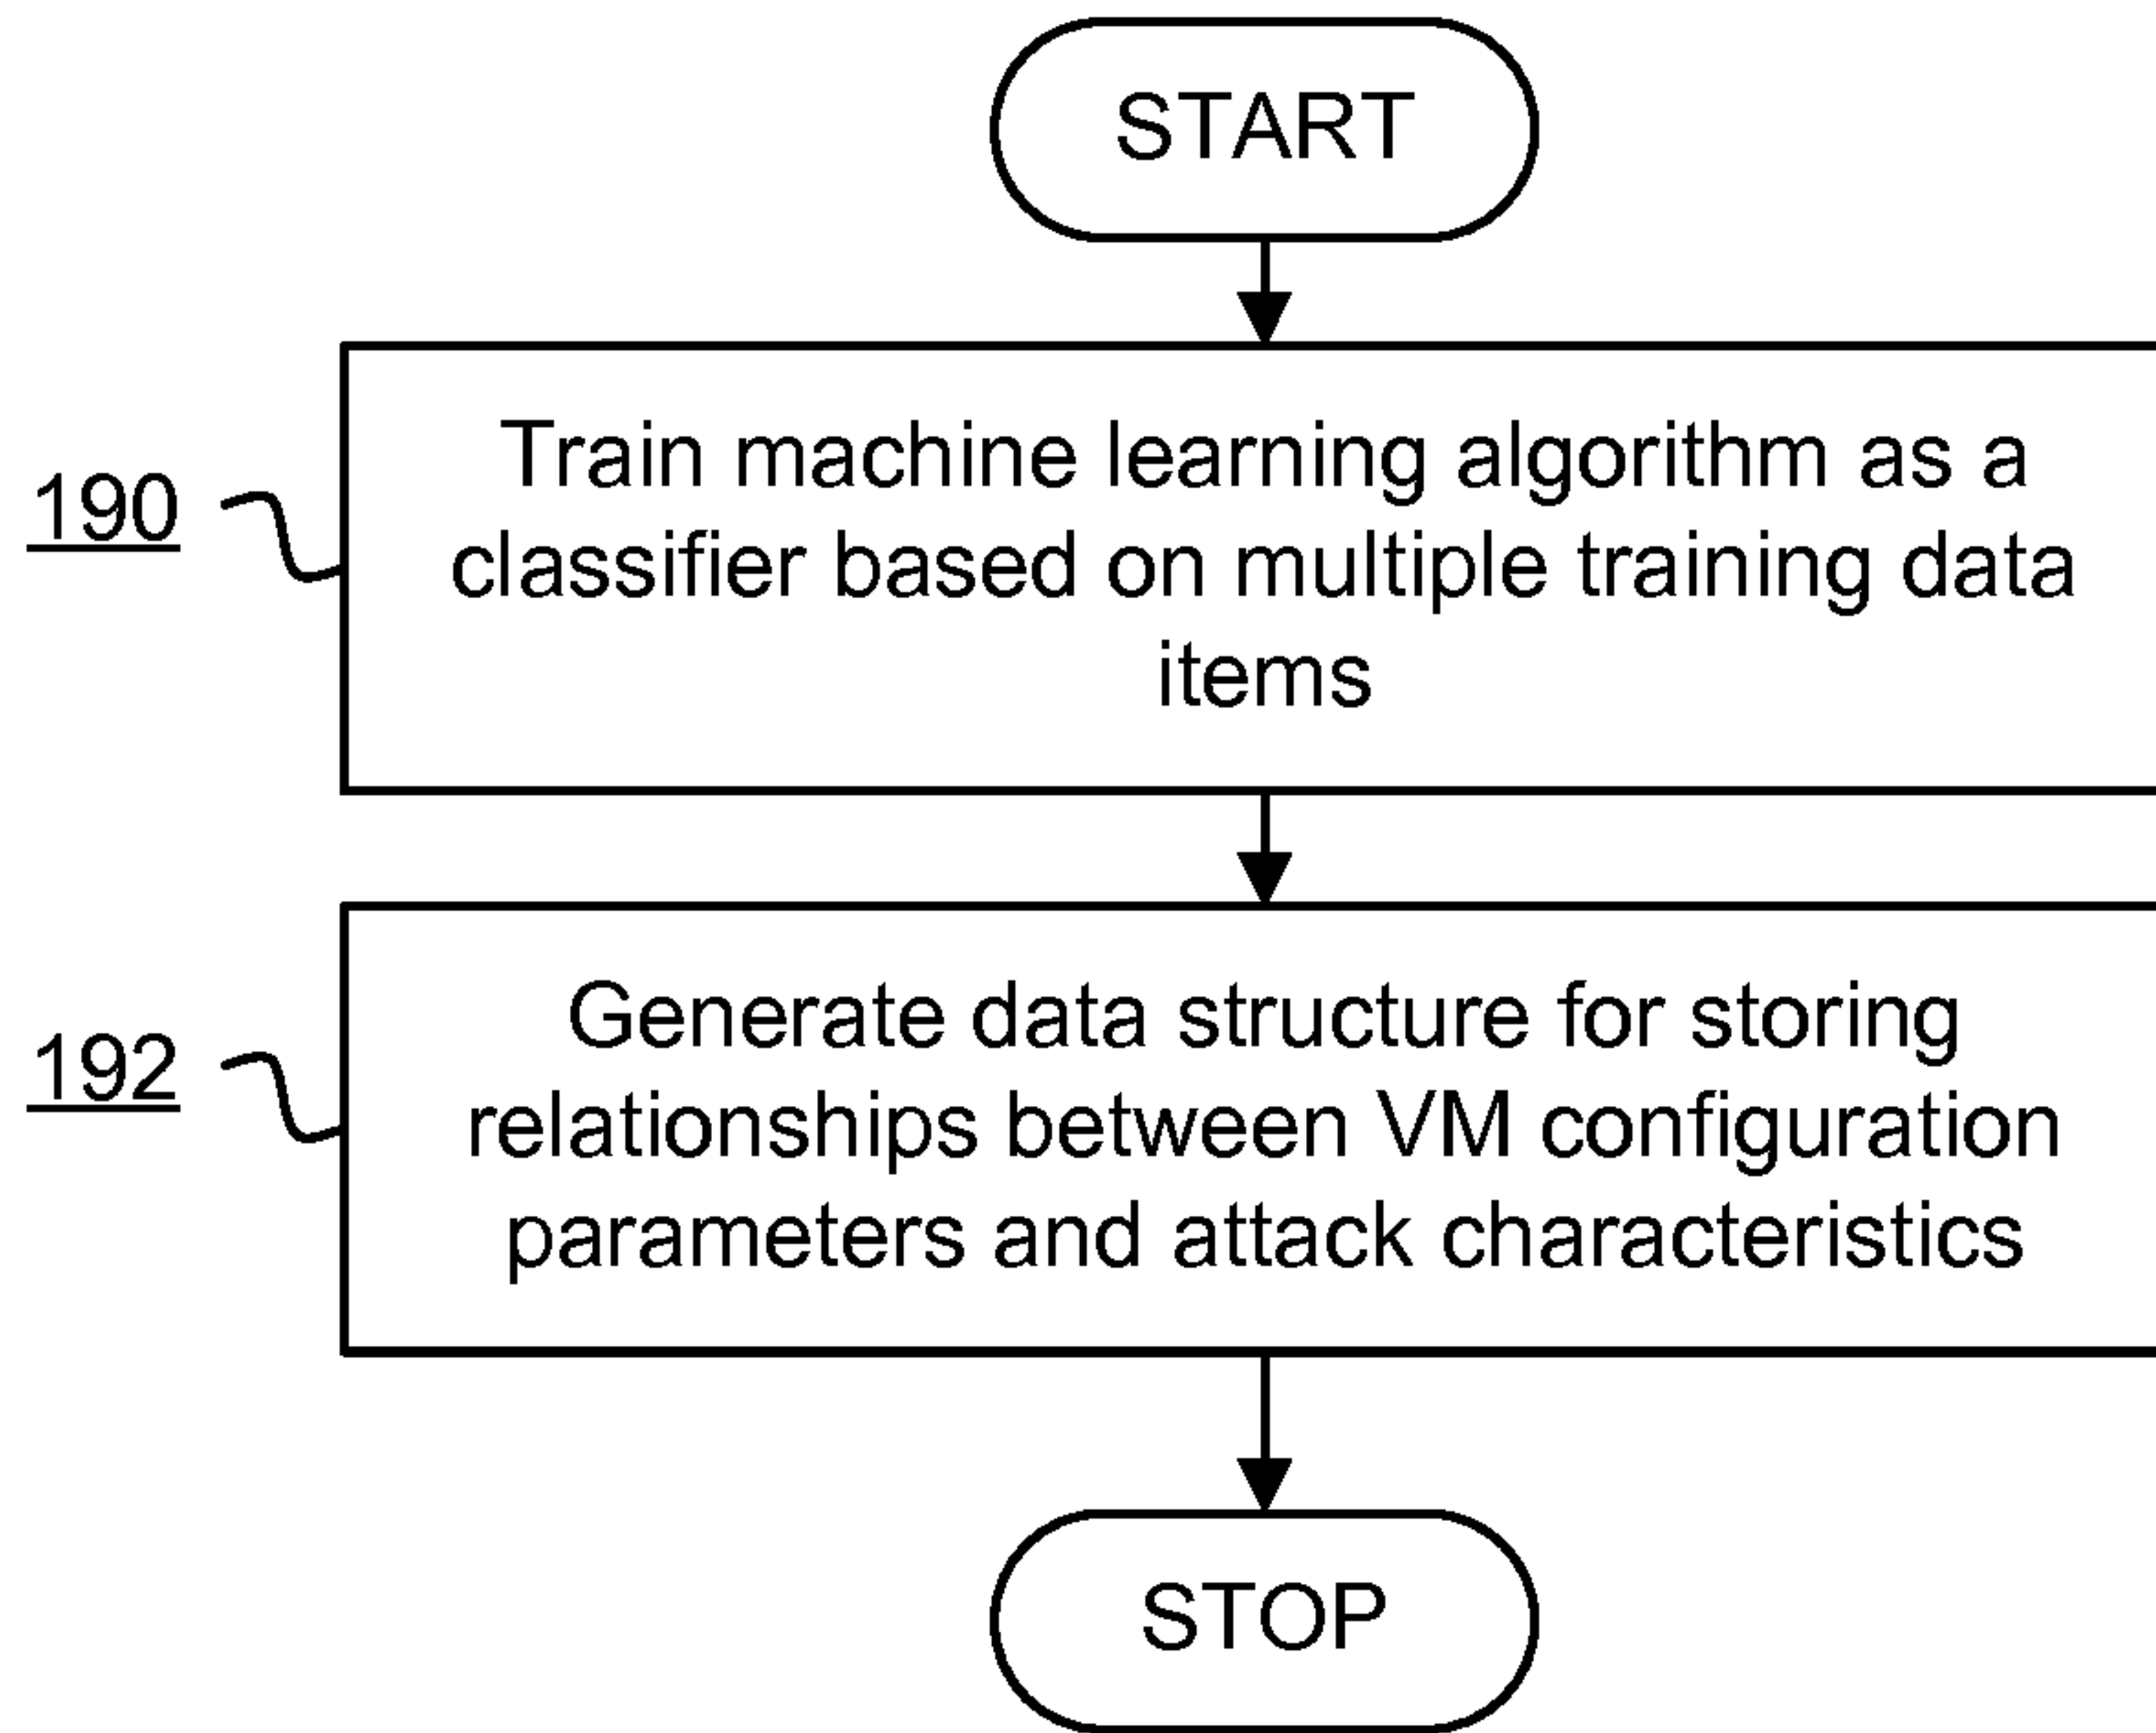 START
190
Train machine learning algorithm as a
classifier based on multiple training data
items
192
Generate data structure for storing
relationships between VM configuration
parameters and attack characteristics
STOP